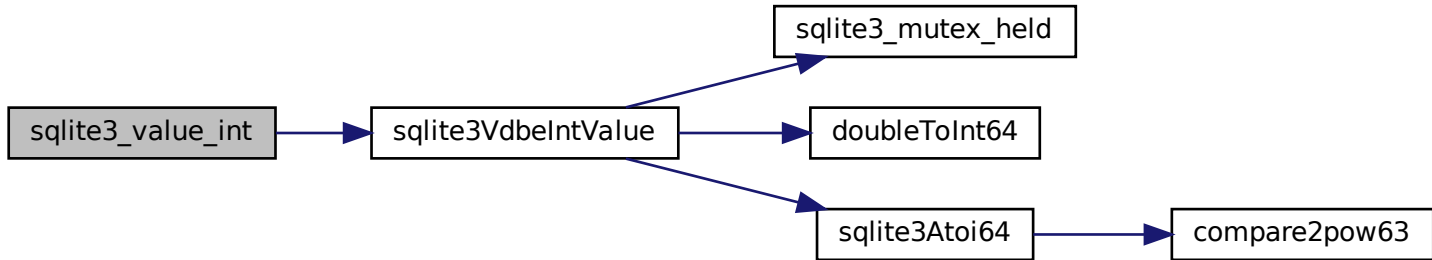 sqlite3_mutex_held
sqlite3_value_int
sqlite3VdbeIntValue
doubleToInt64
sqlite3Atoi64
compare2pow63